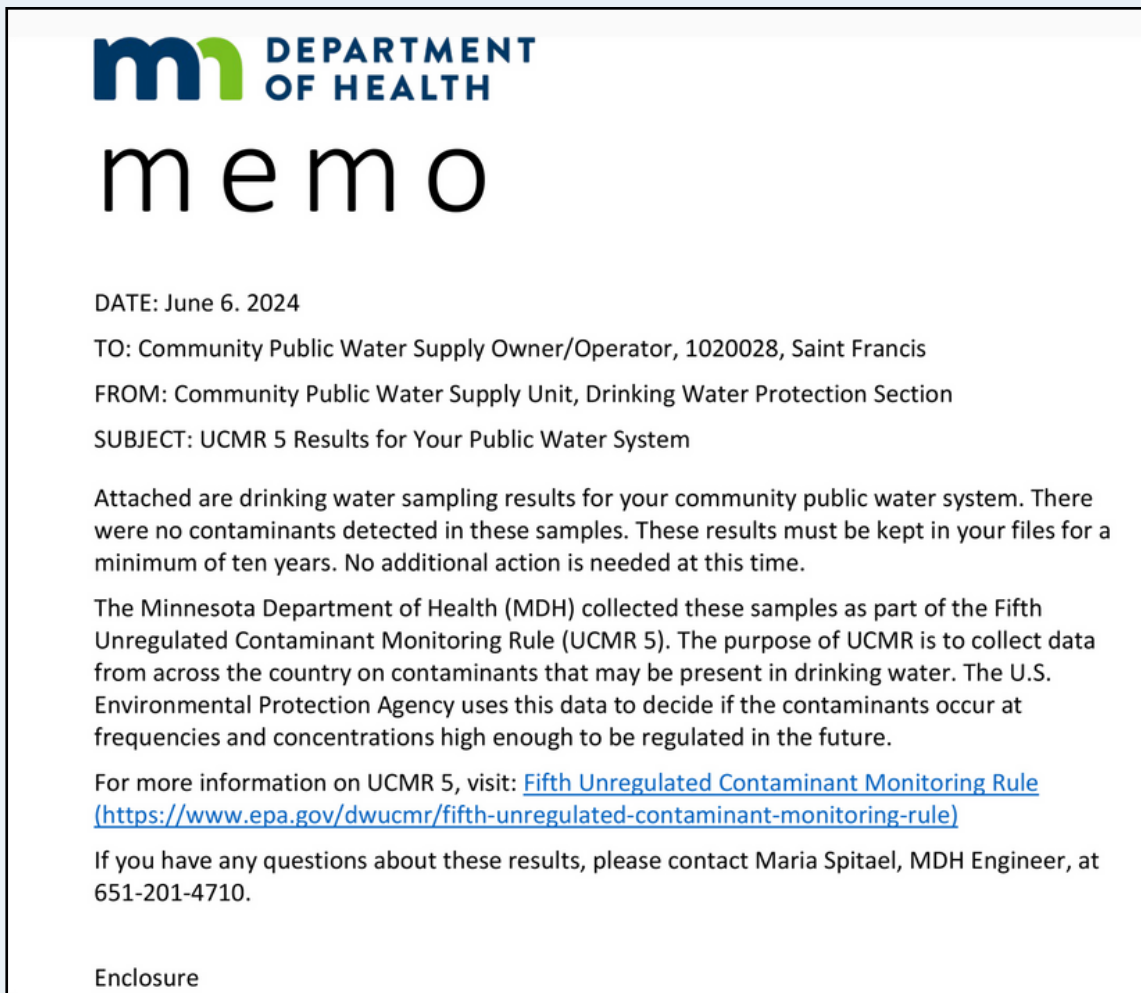 mn DEPARTMENT
OF HEALTH
memo
DATE: June 6. 2024
TO: Community Public Water Supply Owner/Operator, 1020028, Saint Francis
FROM: Community Public Water Supply Unit, Drinking Water Protection Section
SUBJECT: UCMR 5 Results for Your Public Water System
Attached are drinking water sampling results for your community public water system. There
were no contaminants detected in these samples. These results must be kept in your files for a
minimum of ten years. No additional action is needed at this time.
The Minnesota Department of Health (MDH) collected these samples as part of the Fifth
Unregulated Contaminant Monitoring Rule (UCMR 5). The purpose of UCMR is to collect data
from across the country on contaminants that may be present in drinking water. The U.S.
Environmental Protection Agency uses this data to decide if the contaminants occur at
frequencies and concentrations high enough to be regulated in the future.
For more information on UCMR 5, visit: Fifth Unregulated Contaminant Monitoring Rule
(https://www.epa.gov/dwucmr/fifth-unregulated-contaminant-monitoring-rule)
If you have any questions about these results, please contact Maria Spitael, MDH Engineer, at
651-201-4710.
Enclosure